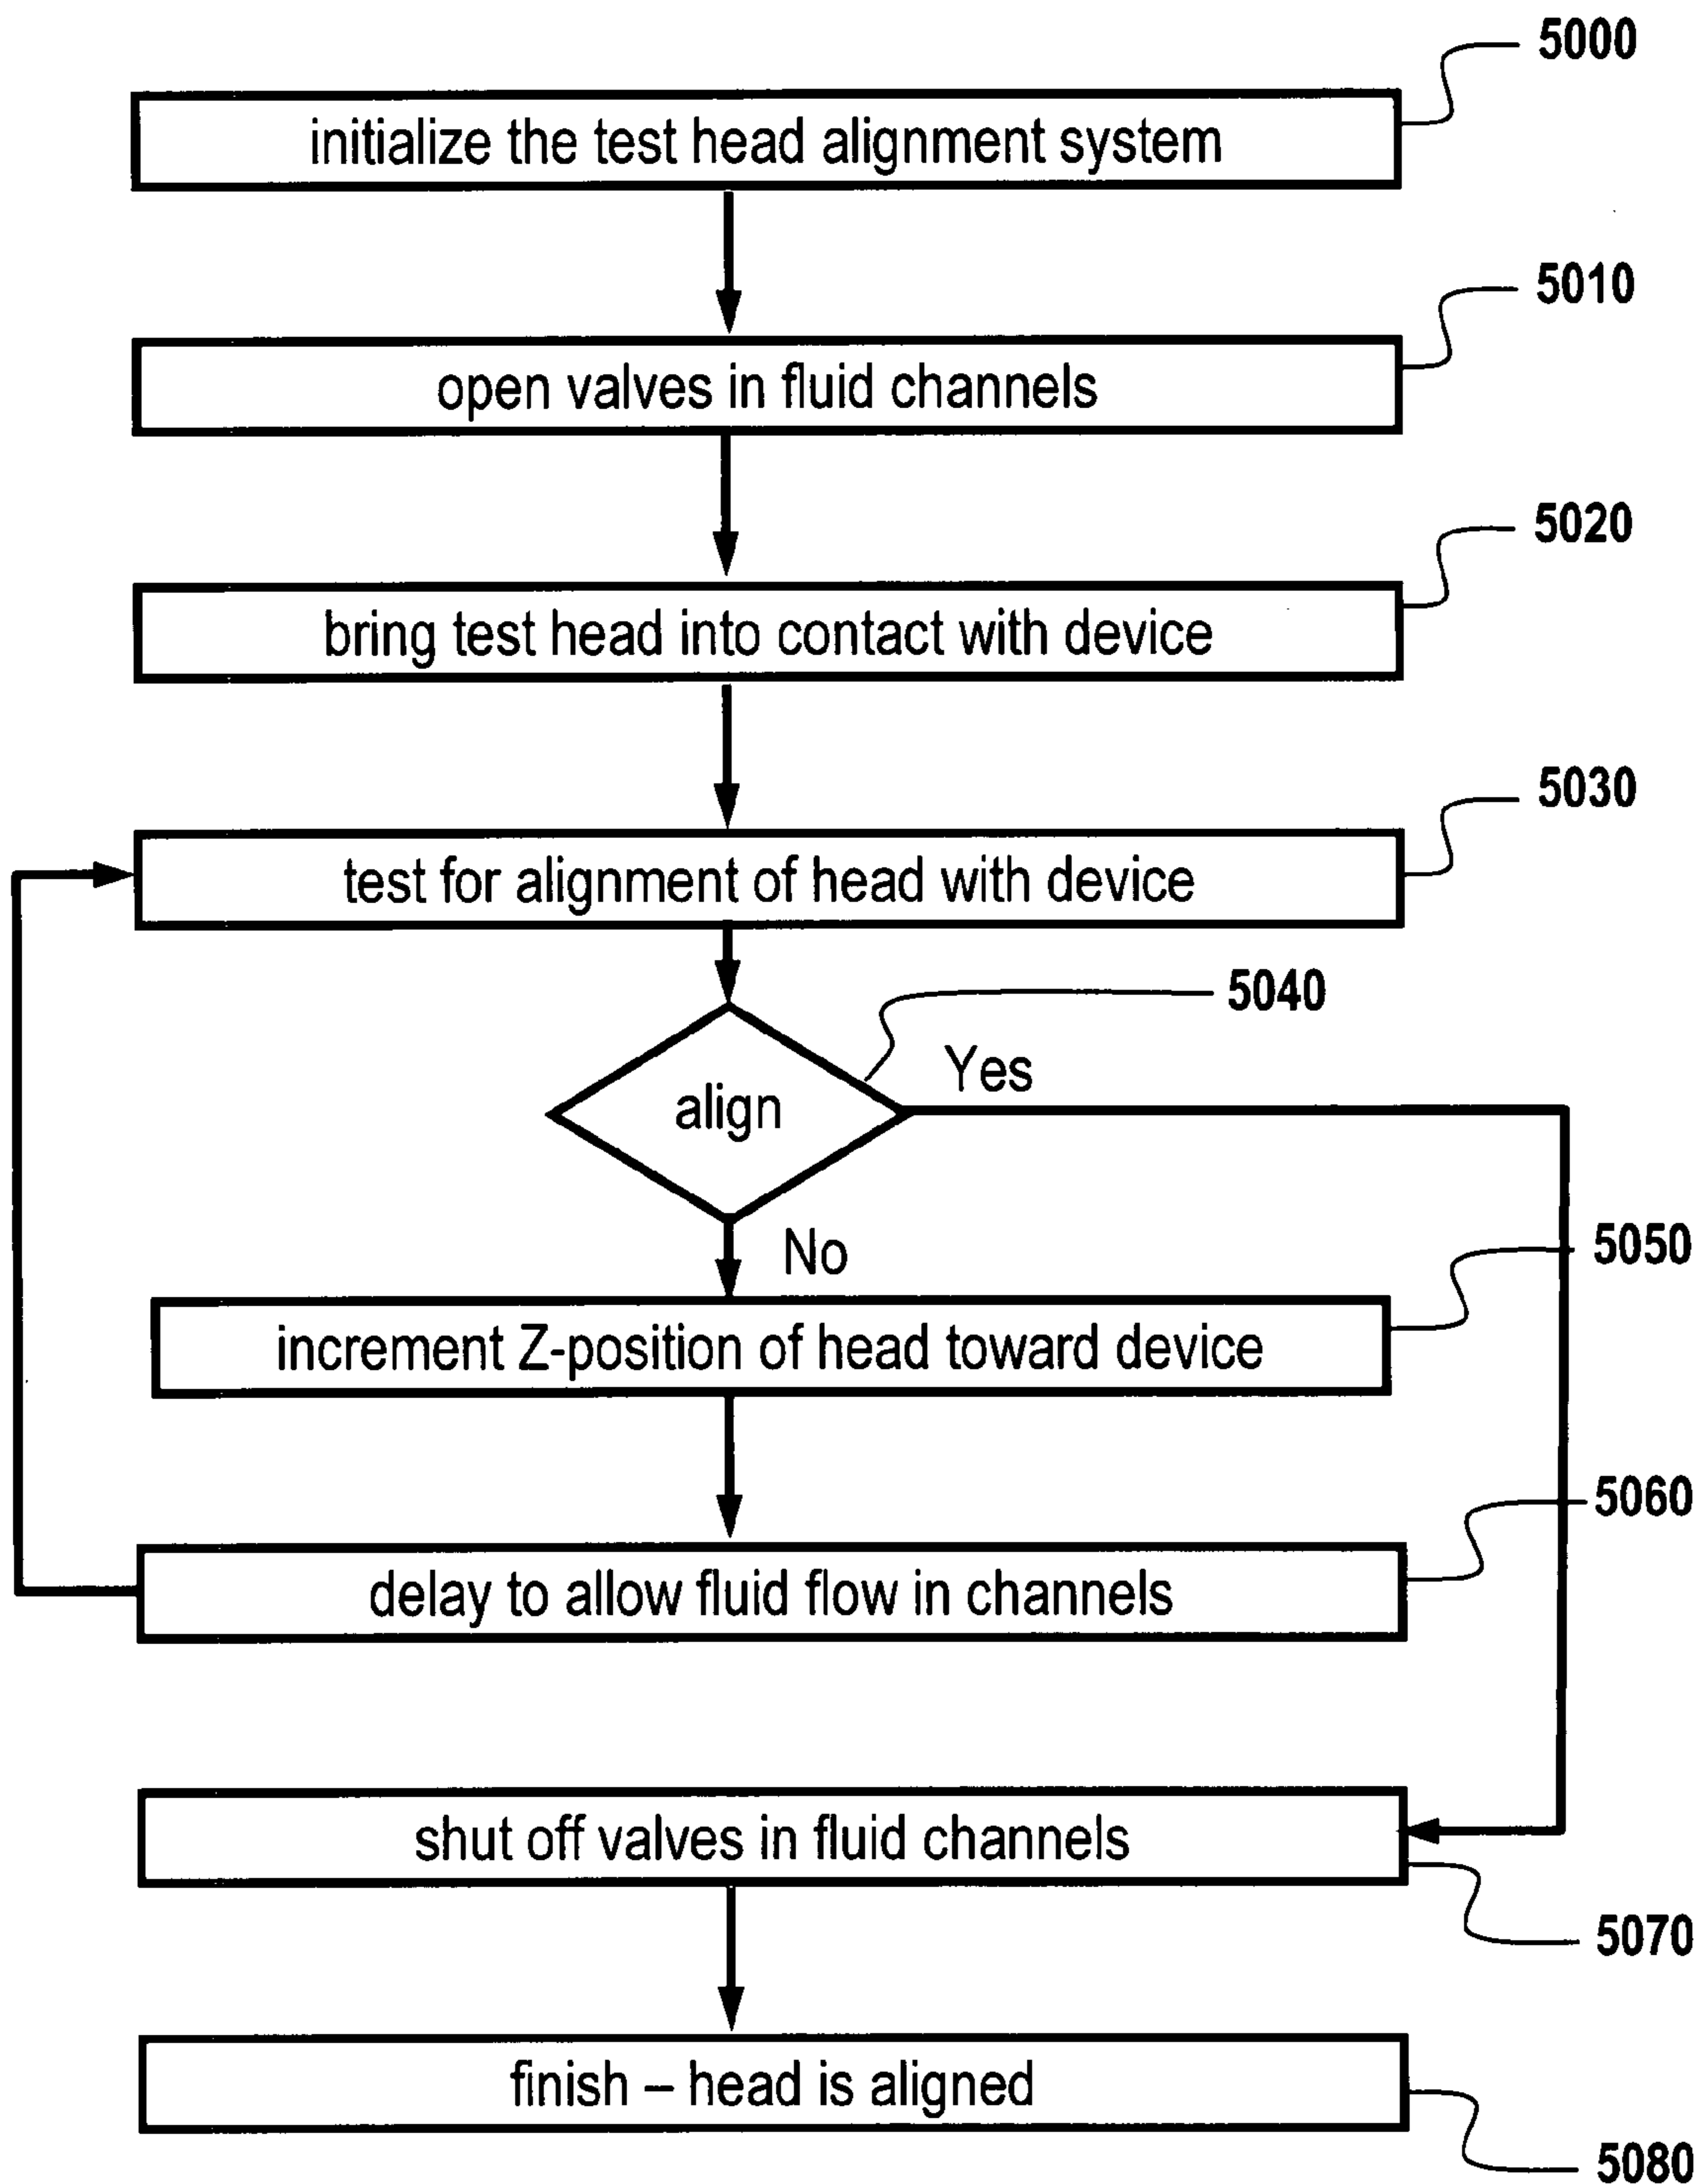 5000
initialize the test head alignment system
5010
open valves in fluid channels
5020
bring test head into contact with device
5030
test for alignment of head with device
5040
Yes
align
No
5050
increment Z-position of head toward device
5060
delay to allow fluid flow in channels
shut off valves in fluid channels
5070
finish – head is aligned
5080